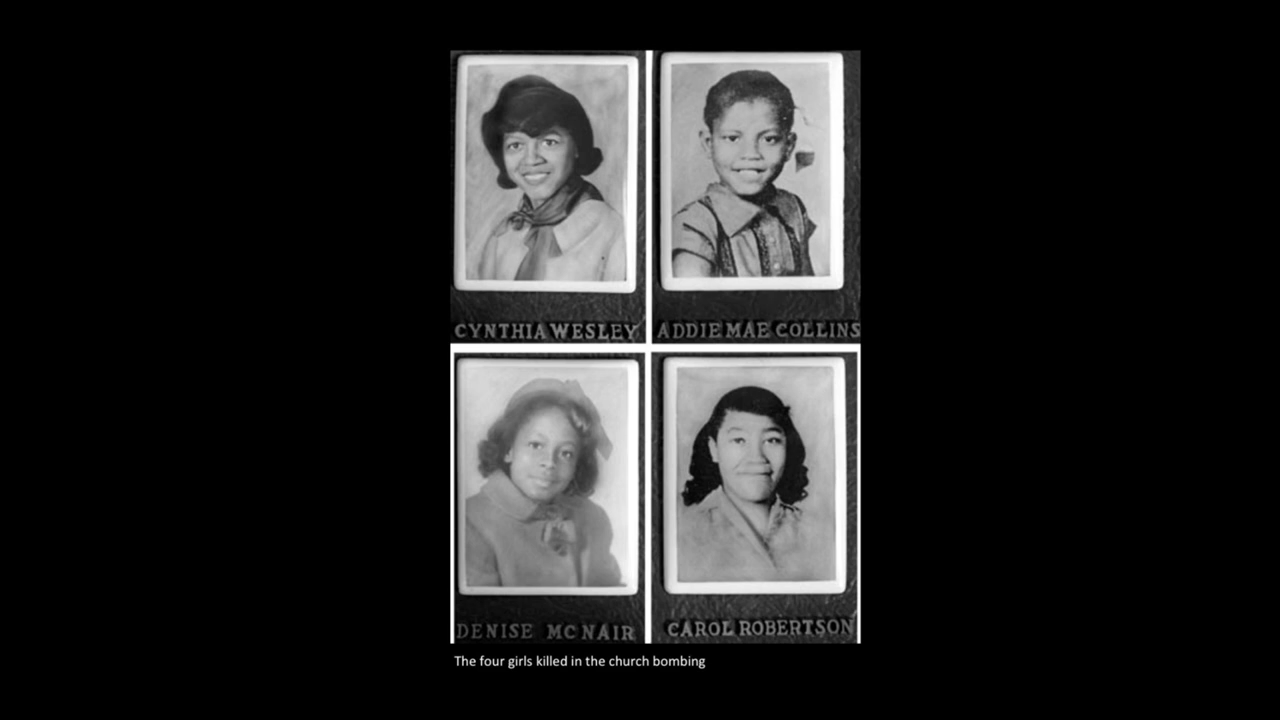 CYNTHIA WESLEY
ADDIE MAE COLLINS
DENISE MCNAIR
CAROL ROBERTSON
The four girls killed in the church bombing